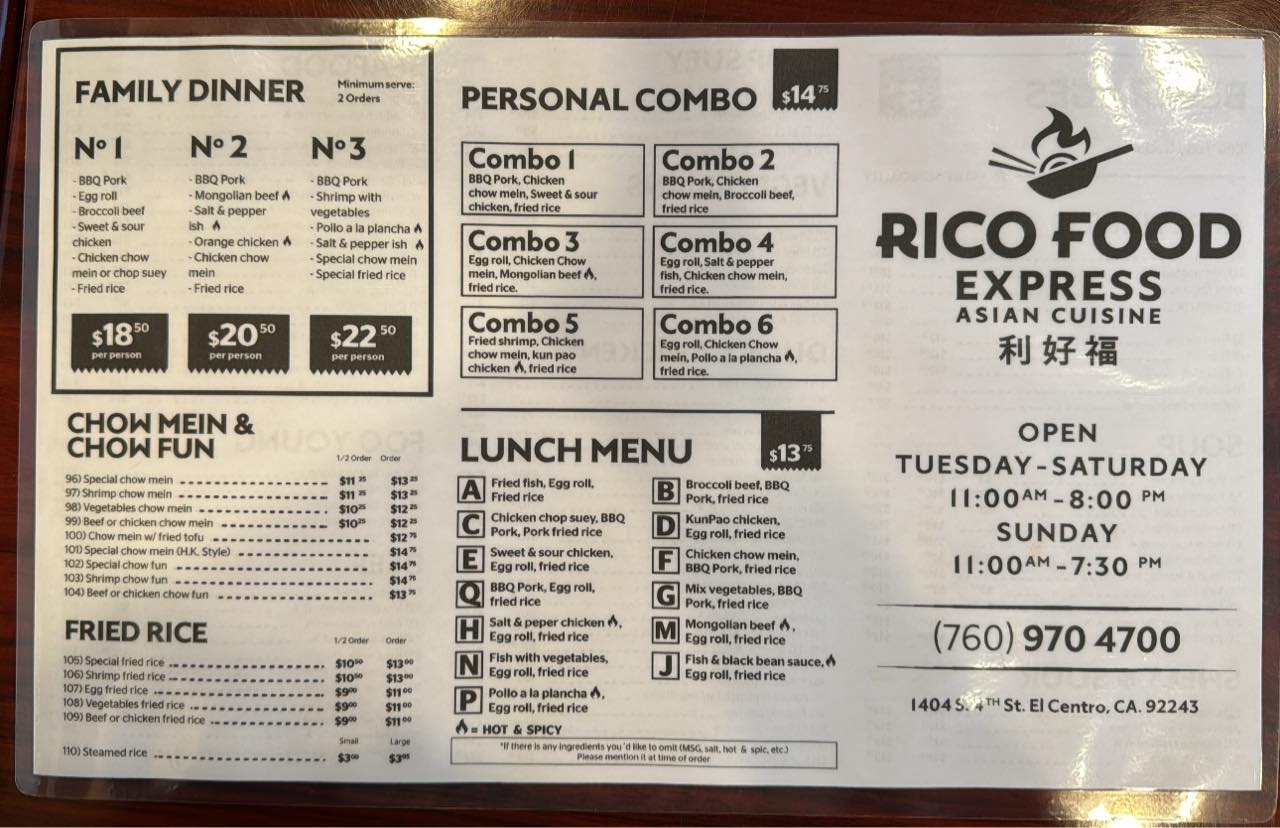 FAMILY DINNER
Minimum serve:
2 Orders
Nº 1
- BBQ Pork
- Egg roll
- Broccoli beef
- Sweet & sour
chicken
- Chicken chow
mein or chop suey
- Fried rice
$18 50
per person
Nº 2
- BBQ Pork
- Mongolian beef
- Salt & pepper
ish
- Orange chicken
- Chicken chow
mein
- Fried rice
$20 50
per person
Nº 3
- BBQ Pork
- Shrimp with
vegetables
- Pollo a la plancha
- Salt & pepper ish
- Special chow mein
- Special fried rice
$22 50
per person
CHOW MEIN &
CHOW FUN
1/2 Order Order
96) Special chow mein $11 25 $13 25
97) Shrimp chow mein $11 25 $13 25
98) Vegetables chow mein $10 25 $12 25
99) Beef or chicken chow mein $10 25 $12 25
100) Chow mein w/ fried tofu $12 75
101) Special chow mein (H.K. Style) $14 75
102) Special chow fun $14 75
103) Shrimp chow fun $14 75
104) Beef or chicken chow fun $13 75
FRIED RICE
1/2 Order Order
105) Special fried rice $10 50 $13 00
106) Shrimp fried rice $10 50 $13 00
107) Egg fried rice $9 00 $11 00
108) Vegetables fried rice $9 00 $11 00
109) Beef or chicken fried rice $9 00 $11 00
Small Large
110) Steamed rice $3 00 $3 95
PERSONAL COMBO
$14 75
Combo 1
BBQ Pork, Chicken
chow mein, Sweet & sour
chicken, fried rice
Combo 2
BBQ Pork, Chicken
chow mein, Broccoli beef,
fried rice
Combo 3
Egg roll, Chicken Chow
mein, Mongolian beef ,
fried rice.
Combo 4
Egg roll, Salt & pepper
fish, Chicken chow mein,
fried rice.
Combo 5
Fried shrimp, Chicken
chow mein, kun pao
chicken , fried rice
Combo 6
Egg roll, Chicken Chow
mein, Pollo a la plancha ,
fried rice.
LUNCH MENU
$13 75
A Fried fish, Egg roll,
Fried rice
B Broccoli beef, BBQ
Pork, fried rice
C Chicken chop suey, BBQ
Pork, Pork fried rice
D KunPao chicken,
Egg roll, fried rice
E Sweet & sour chicken,
Egg roll, fried rice
F Chicken chow mein,
BBQ Pork, fried rice
Q BBQ Pork, Egg roll,
fried rice
G Mix vegetables, BBQ
Pork, fried rice
H Salt & peper chicken ,
Egg roll, fried rice
M Mongolian beef ,
Egg roll, fried rice
N Fish with vegetables,
Egg roll, fried rice
J Fish & black bean sauce,
Egg roll, fried rice
P Pollo a la plancha ,
Egg roll, fried rice
= HOT & SPICY
*If there is any ingredients you'd like to omit (MSG, salt, hot & spic, etc.)
Please mention it at time of order
RICO FOOD
EXPRESS
ASIAN CUISINE
利好福
OPEN
TUESDAY - SATURDAY
11:00 AM - 8:00 PM
SUNDAY
11:00 AM - 7:30 PM
(760) 970 4700
1404 S. 4TH St. El Centro, CA. 92243